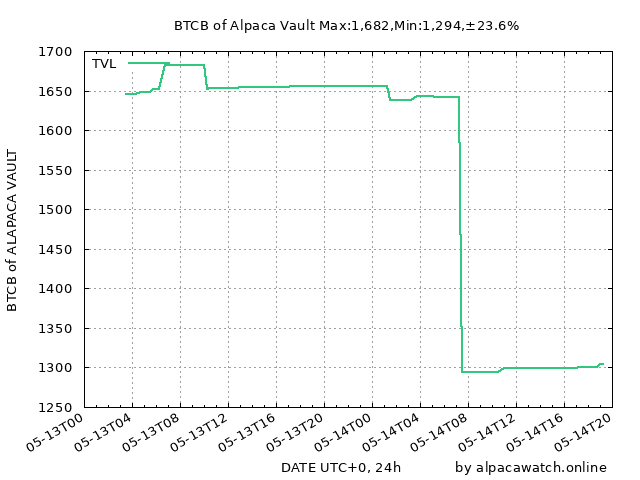 BTCB of Alpaca Vault Max:1,682,Min:1,294,±23.6%
TVL
1700
1650
1600
1550
1500
1450
1400
1350
1300
1250
BTCB of ALAPACA VAULT
05-13T00
05-13T04
05-13T08
05-13T12
05-13T16
05-13T20
05-14T00
05-14T04
05-14T08
05-14T12
05-14T16
05-14T20
DATE UTC+0, 24h
by alpacawatch.online